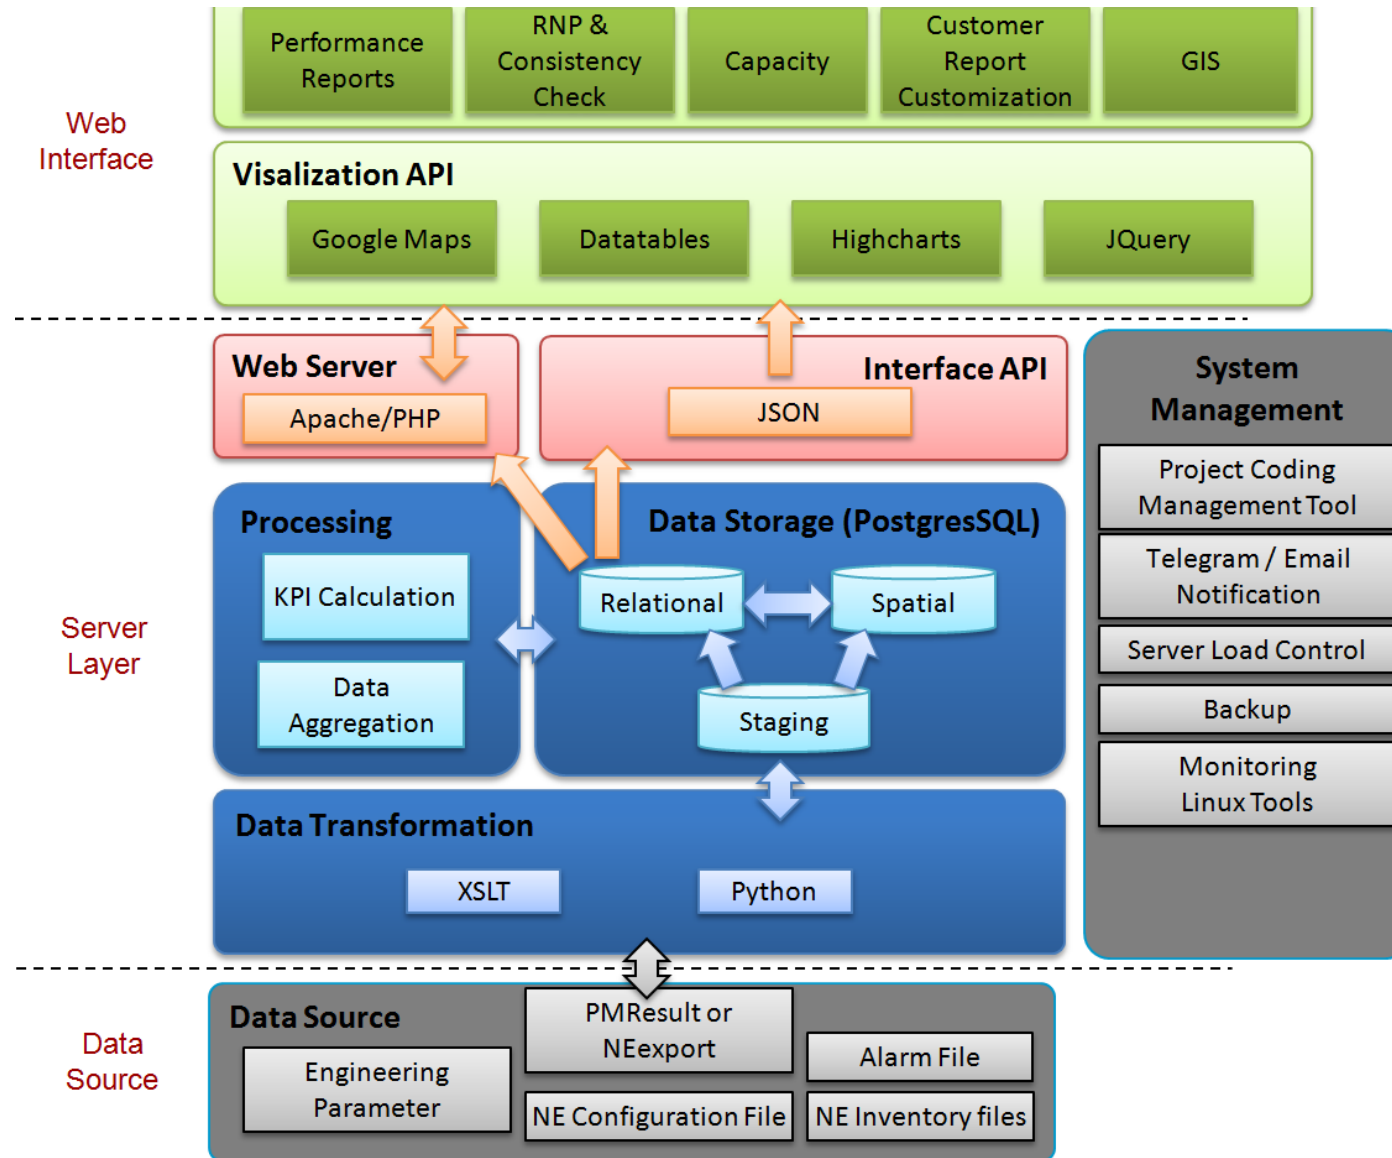 Performance
Reports
RNP &
Consistency
Check
Capacity
Customer
Report
Customization
GIS
Web
Interface
Visalization API
Google Maps
Datatables
Highcharts
JQuery
Web Server
Apache/PHP
Interface API
JSON
System
Management
Project Coding
Management Tool
Telegram / Email
Notification
Server Load Control
Backup
Monitoring
Linux Tools
Server
Layer
Processing
KPI Calculation
Data
Aggregation
Data Storage (PostgresSQL)
Relational
Spatial
Staging
Data Transformation
XSLT
Python
Data
Source
Data Source
Engineering
Parameter
PMResult or
NEexport
NE Configuration File
Alarm File
NE Inventory files